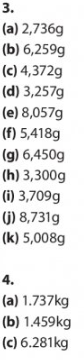 3.
(a) 2,736g
(b) 6,259g
(c) 4,372g
(d) 3,257g
(e) 8,057g
(f) 5,418g
(g) 6,450g
(h) 3,300g
(i) 3,709g
(j) 8,731g
(k) 5,008g
4.
(a) 1.737kg
(b) 1.459kg
(c) 6.281kg